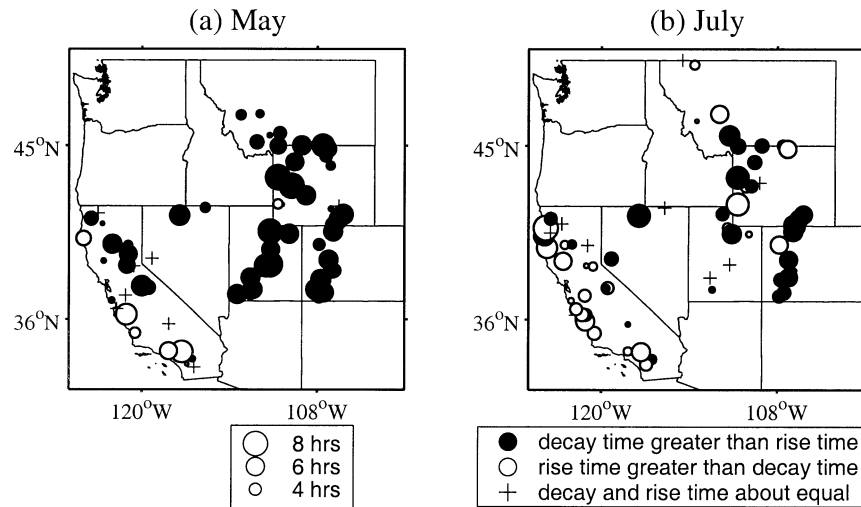 (a) May
(b) July
45°N
36°N
120°W
108°W
45°N
36°N
120°W
108°W
8 hrs
6 hrs
4 hrs
decay time greater than rise time
rise time greater than decay time
decay and rise time about equal